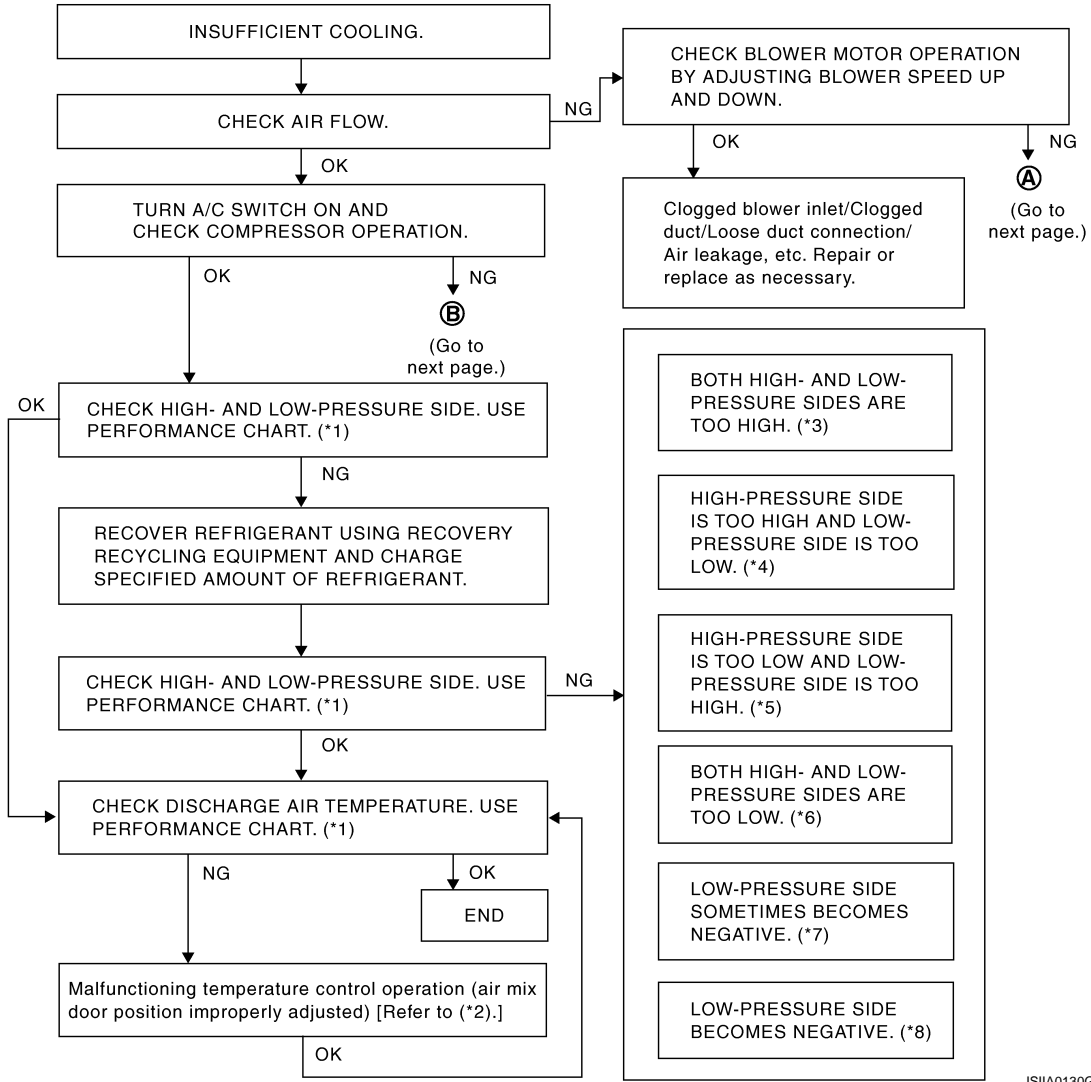 INSUFFICIENT COOLING.
CHECK AIR FLOW.
NG
CHECK BLOWER MOTOR OPERATION
BY ADJUSTING BLOWER SPEED UP
AND DOWN.
OK
NG
A
(Go to
next page.)
Clogged blower inlet/Clogged
duct/Loose duct connection/
Air leakage, etc. Repair or
replace as necessary.
OK
TURN A/C SWITCH ON AND
CHECK COMPRESSOR OPERATION.
OK
NG
B
(Go to
next page.)
OK
CHECK HIGH- AND LOW-PRESSURE SIDE. USE
PERFORMANCE CHART. (*1)
NG
RECOVER REFRIGERANT USING RECOVERY
RECYCLING EQUIPMENT AND CHARGE
SPECIFIED AMOUNT OF REFRIGERANT.
CHECK HIGH- AND LOW-PRESSURE SIDE. USE
PERFORMANCE CHART. (*1)
NG
OK
CHECK DISCHARGE AIR TEMPERATURE. USE
PERFORMANCE CHART. (*1)
NG
OK
END
Malfunctioning temperature control operation (air mix
door position improperly adjusted) [Refer to (*2).]
OK
BOTH HIGH- AND LOW-
PRESSURE SIDES ARE
TOO HIGH. (*3)
HIGH-PRESSURE SIDE
IS TOO HIGH AND LOW-
PRESSURE SIDE IS TOO
LOW. (*4)
HIGH-PRESSURE SIDE
IS TOO LOW AND LOW-
PRESSURE SIDE IS TOO
HIGH. (*5)
BOTH HIGH- AND LOW-
PRESSURE SIDES ARE
TOO LOW. (*6)
LOW-PRESSURE SIDE
SOMETIMES BECOMES
NEGATIVE. (*7)
LOW-PRESSURE SIDE
BECOMES NEGATIVE. (*8)